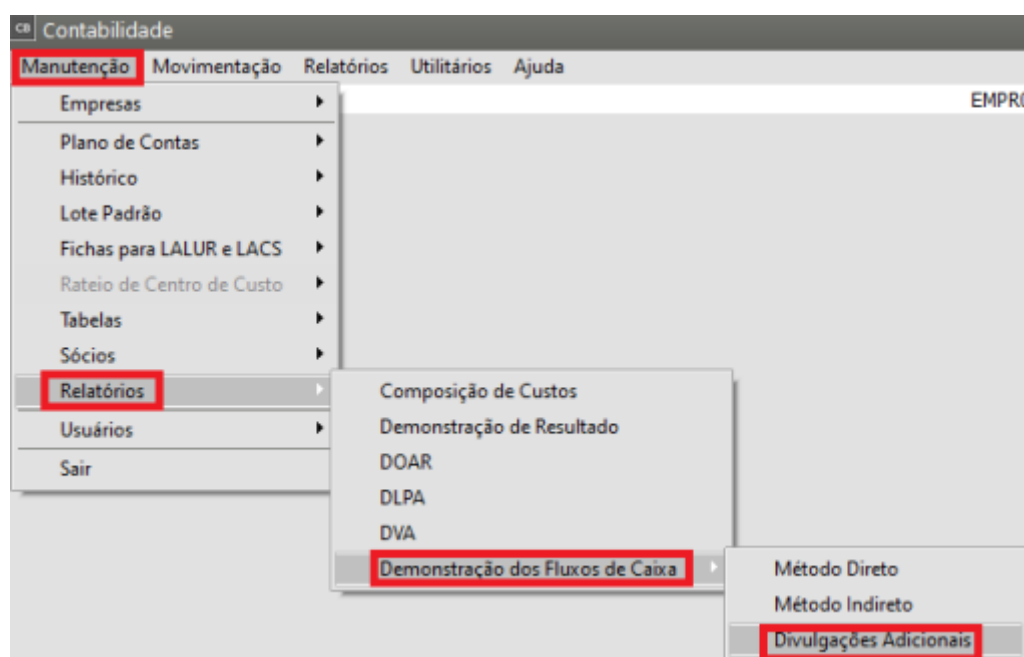 CB Contabilidade
Manutenção Movimentação Relatórios Utilitários Ajuda
Empresas
Plano de Contas
Histórico
Lote Padrão
Fichas para LALUR e LACS
Rateio de Centro de Custo
Tabelas
Sócios
Relatórios
Usuários
Sair
EMPRO
Composição de Custos
Demonstração de Resultado
DOAR
DLPA
DVA
Demonstração dos Fluxos de Caixa
Método Direto
Método Indireto
Divulgações Adicionais